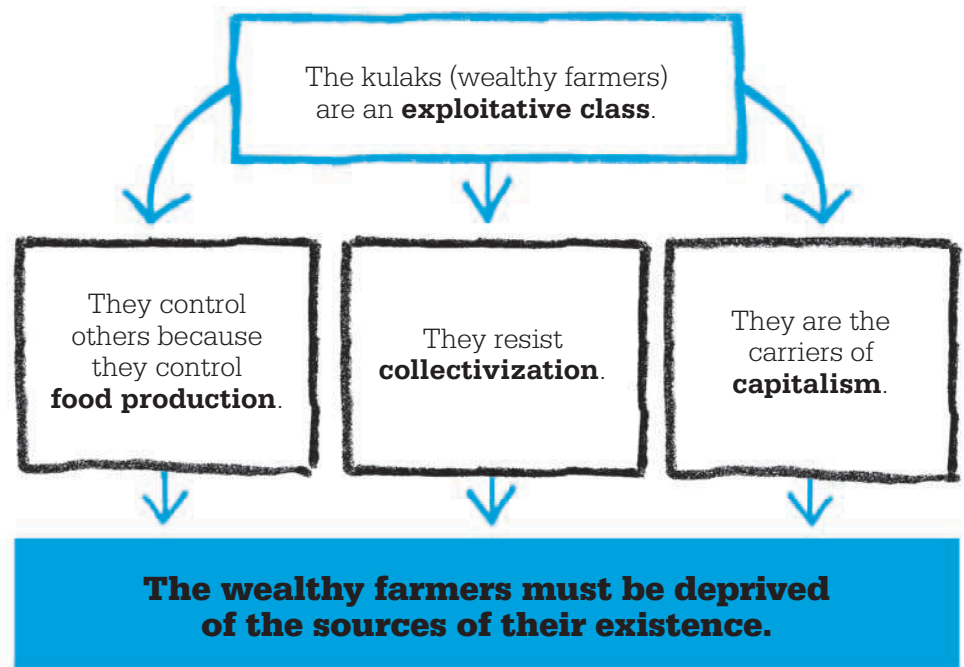 The kulaks (wealthy farmers)
are an exploitative class.
They control
others because
they control
food production.
They resist
collectivization.
They are the
carriers of
capitalism.
The wealthy farmers must be deprived
of the sources of their existence.